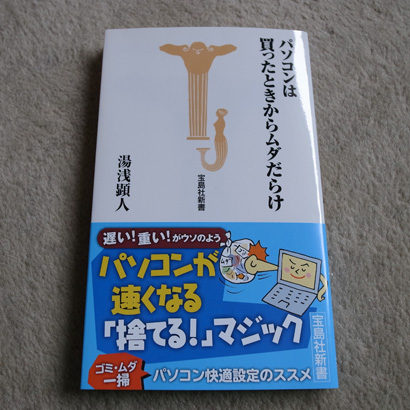 パソコンは
買ったときからムダだらけ
湯浅顕人
宝島社新書
遅い!重い!がウソのよう
パソコンが
速くなる
「捨てる!」マジック
宝島社新書
ゴミ・ムダ
一掃
パソコン快適設定のススメ